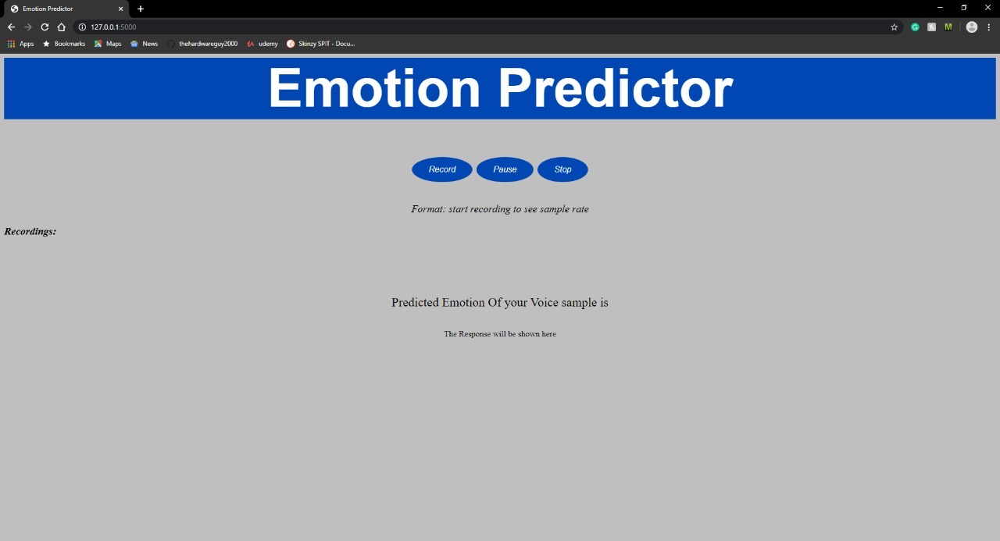 Emotion Predictor
127.0.0.1:5000
Apps Bookmarks Maps News thehardwareguy2000 udemy Skinzy SPIT - Docu...
Emotion Predictor
Record Pause Stop
Format: start recording to see sample rate
Recordings:
Predicted Emotion Of your Voice sample is
The Response will be shown here